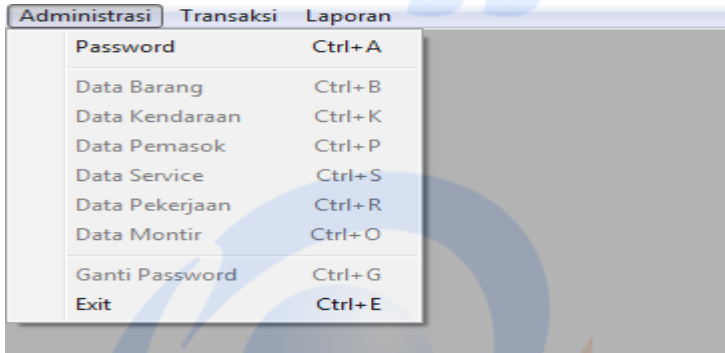 Administrasi Transaksi Laporan
Password Ctrl+A
Data Barang Ctrl+B
Data Kendaraan Ctrl+K
Data Pemasok Ctrl+P
Data Service Ctrl+S
Data Pekerjaan Ctrl+R
Data Montir Ctrl+O
Ganti Password Ctrl+G
Exit Ctrl+E